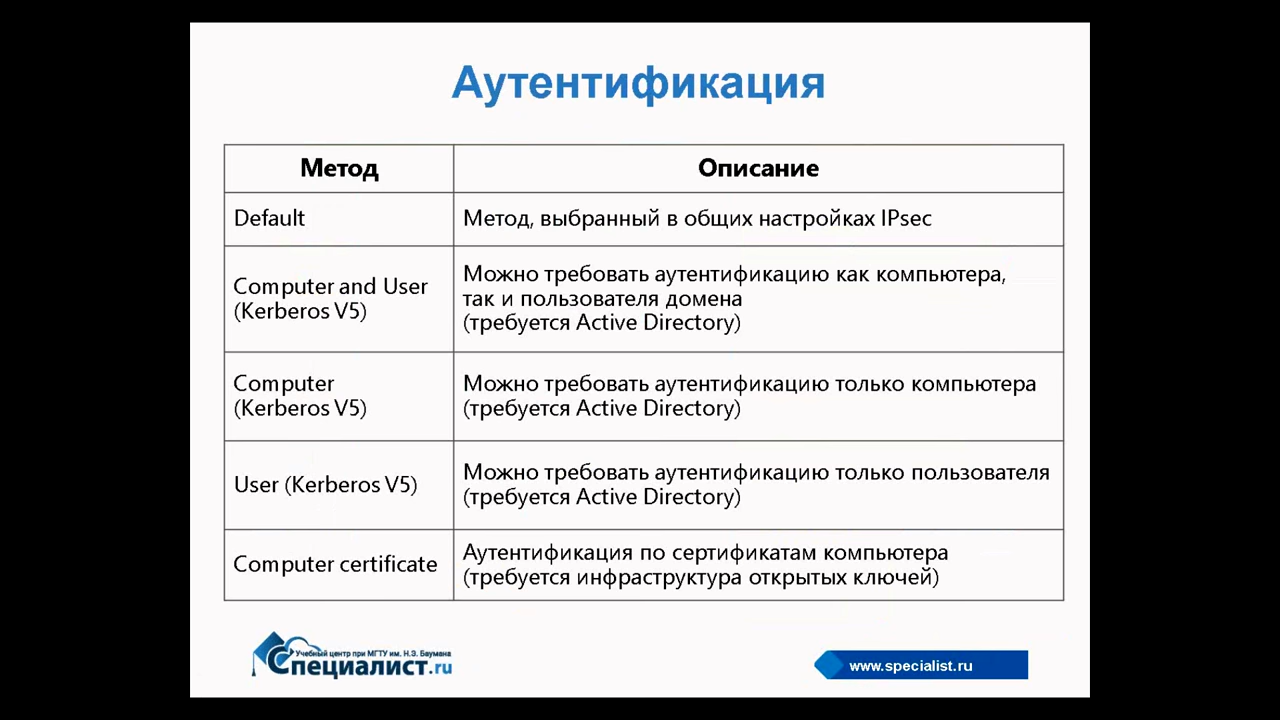 Аутентификация
Метод
Описание
Default
Метод, выбранный в общих настройках IPsec
Computer and User
(Kerberos V5)
Можно требовать аутентификацию как компьютера,
так и пользователя домена
(требуется Active Directory)
Computer
(Kerberos V5)
Можно требовать аутентификацию только компьютера
(требуется Active Directory)
User (Kerberos V5)
Можно требовать аутентификацию только пользователя
(требуется Active Directory)
Computer certificate
Аутентификация по сертификатам компьютера
(требуется инфраструктура открытых ключей)
Учебный центр при МГТУ им. Н.Э. Баумана
Специалист.ru
www.specialist.ru